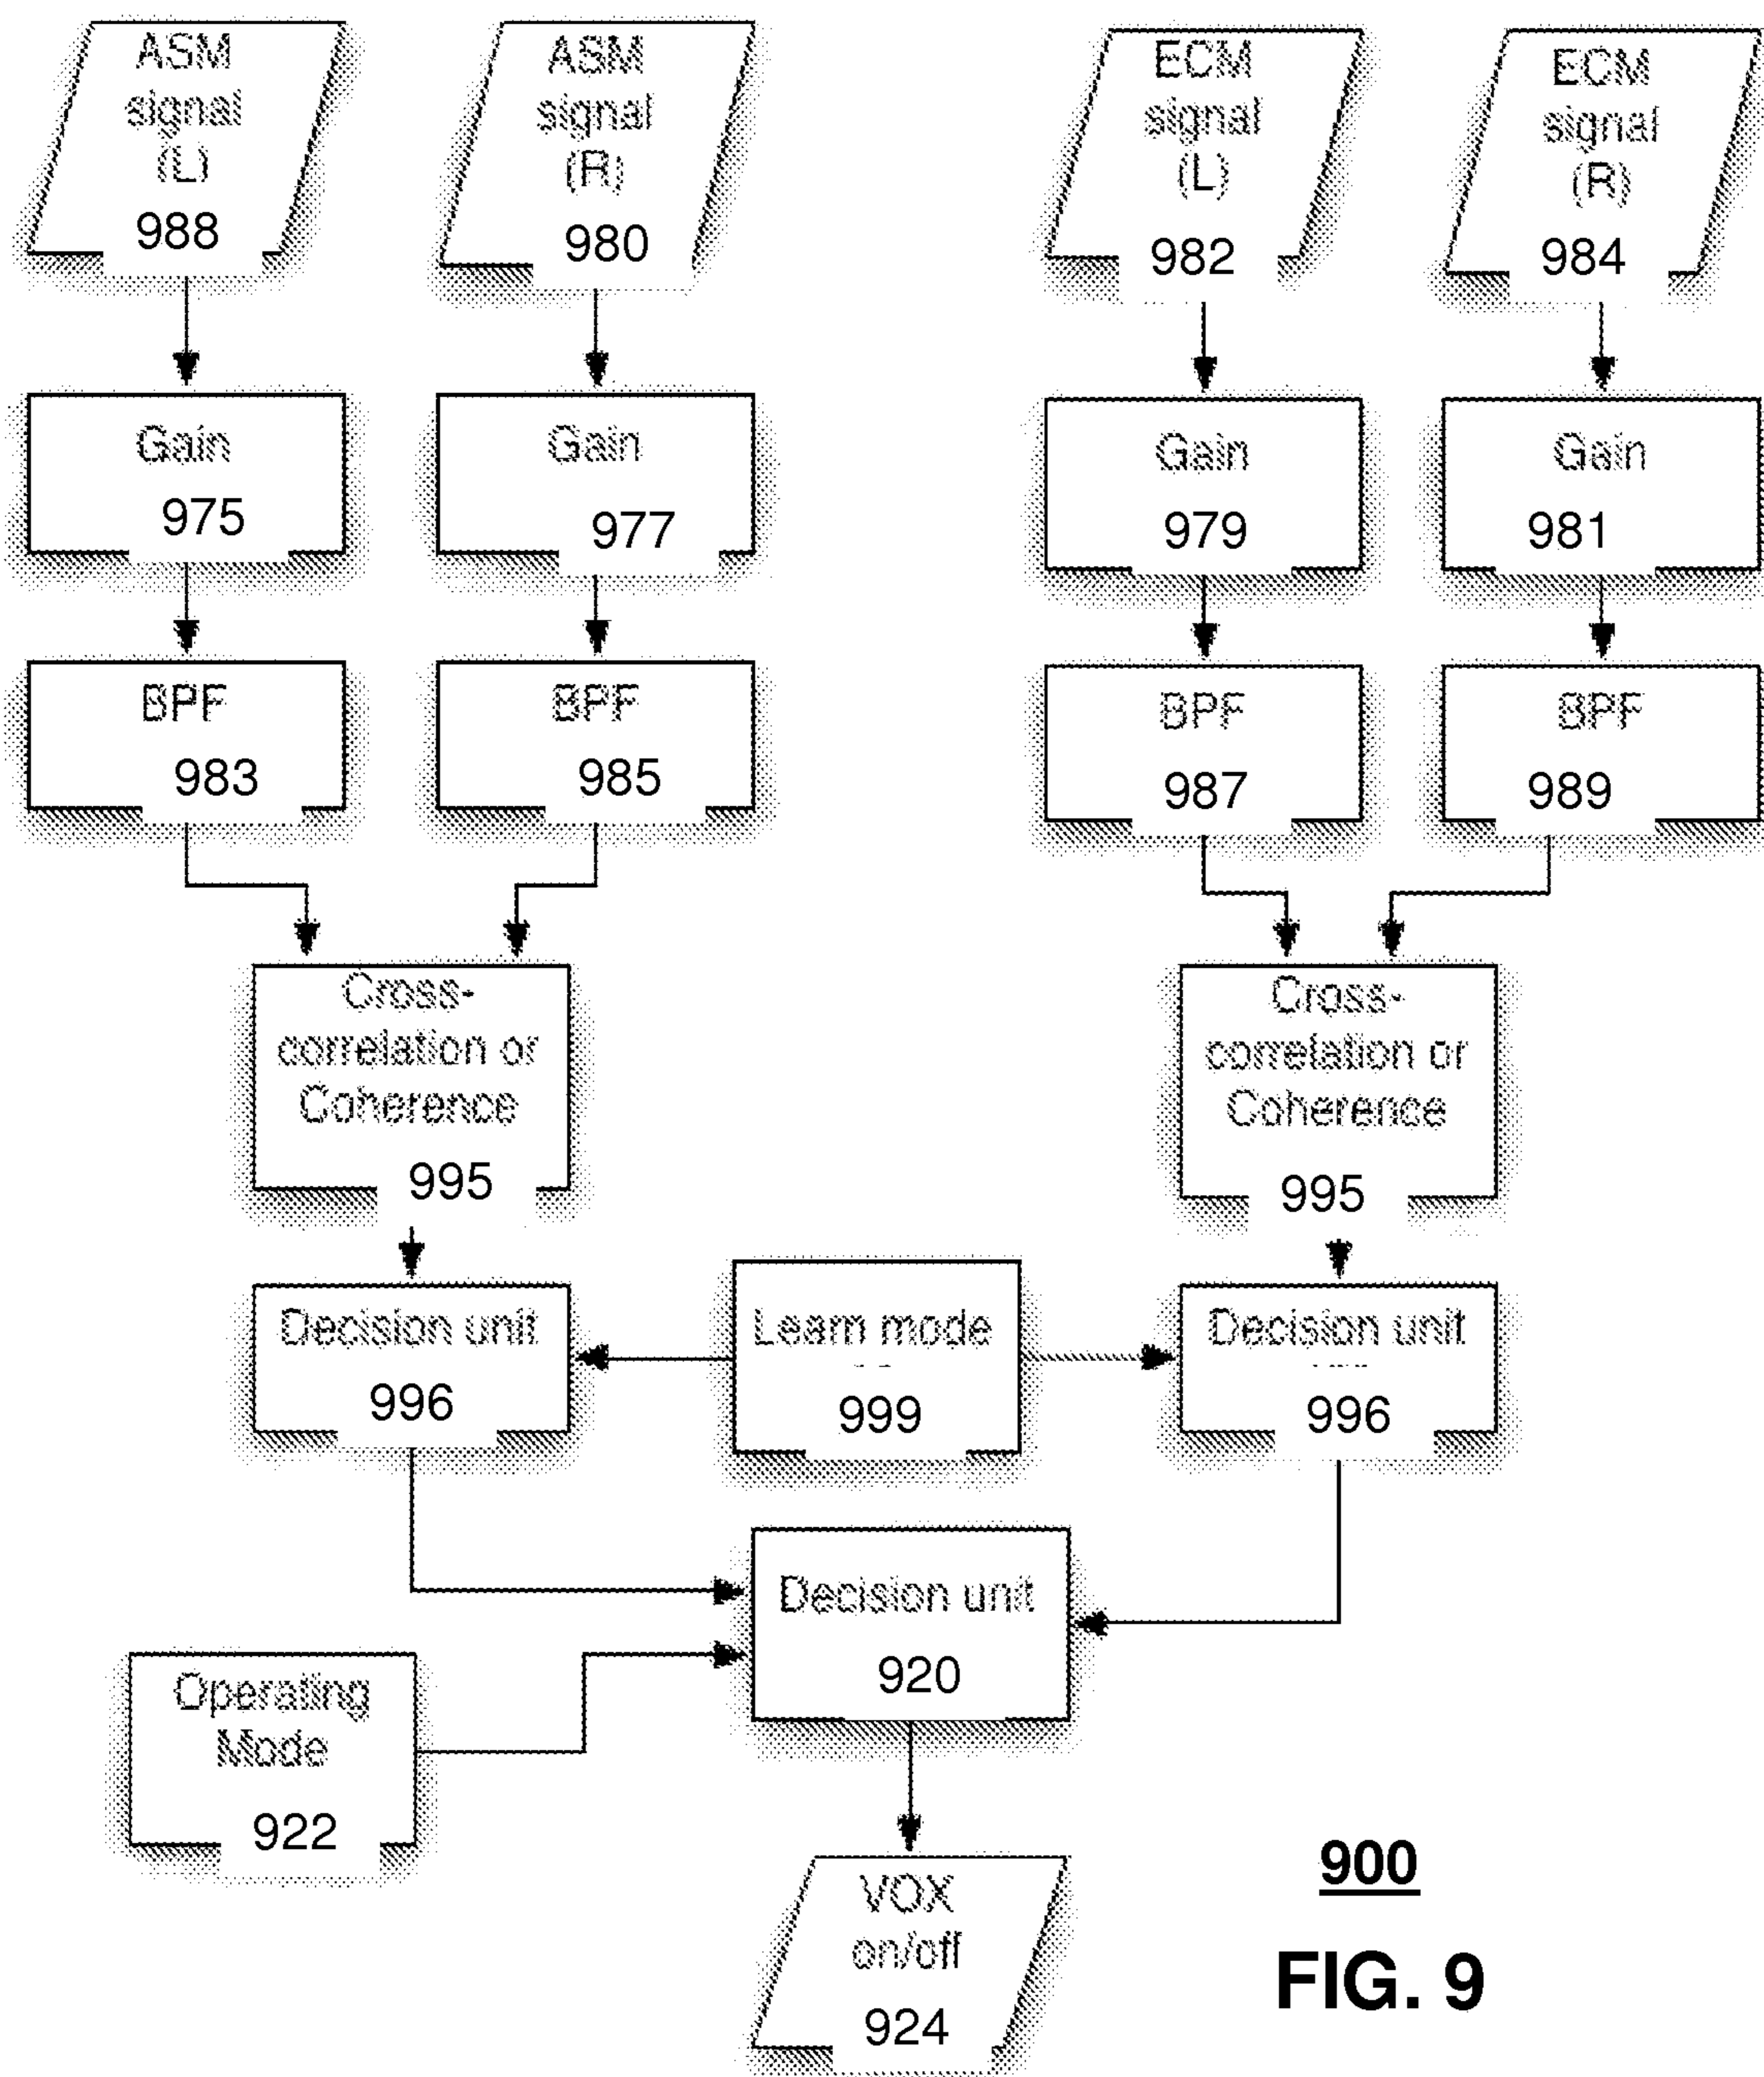 ASM
signal
(L)
988
ASM
signal
(R)
980
ECM
signal
(L)
982
ECM
signal
(R)
984
Gain
975
Gain
977
Gain
979
Gain
981
BPF
983
BPF
985
BPF
987
BPF
989
Cross-
correlation or
Coherence
995
Cross-
correlation or
Coherence
995
Decision unit
996
Learn mode
999
Decision unit
996
Decision unit
920
Operating
Mode
922
VOX
on/off
924
900
FIG. 9